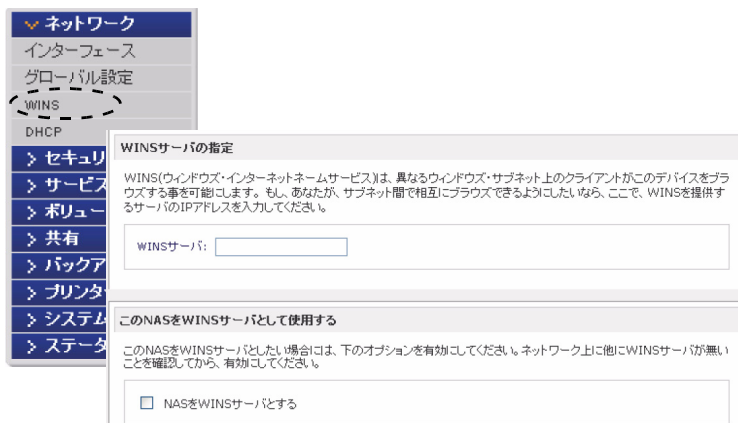 ネットワーク
インターフェース
グローバル設定
WINS
DHCP
> セキュリ
> サービス
> ボリュー
> 共有
> バックア
> プリンター
> システム
> ステータ
WINSサーバの指定
WINS(ウィンドウズ・インターネットネームサービス)は、異なるウィンドウズ・サブネット上のクライアントがこのデバイスをブラ
ウズする事を可能にします。もし、あなたが、サブネット間で相互にブラウズできるようにしたいなら、ここで、WINSを提供す
るサーバのIPアドレスを入力してください。
WINSサーバ:
このNASをWINSサーバとして使用する
このNASをWINSサーバとしたい場合には、下のオプションを有効にしてください。ネットワーク上に他にWINSサーバが無い
ことを確認してから、有効にしてください。
NASをWINSサーバとする